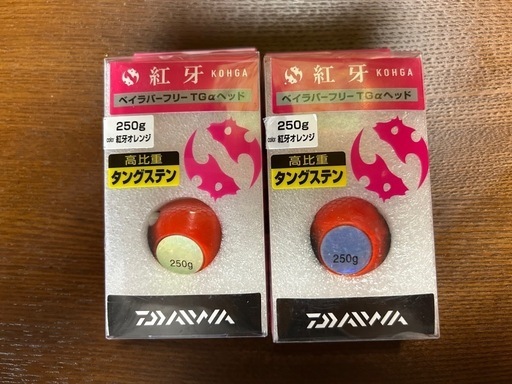 紅牙 KOHGA
ベイラバーフリーTGαヘッド
250g
color 紅牙オレンジ
高比重
タングステン
250g
DAIWA
紅牙 KOHGA
ベイラバーフリーTGαヘッド
250g
color 紅牙オレンジ
高比重
タングステン
250g
DAIWA